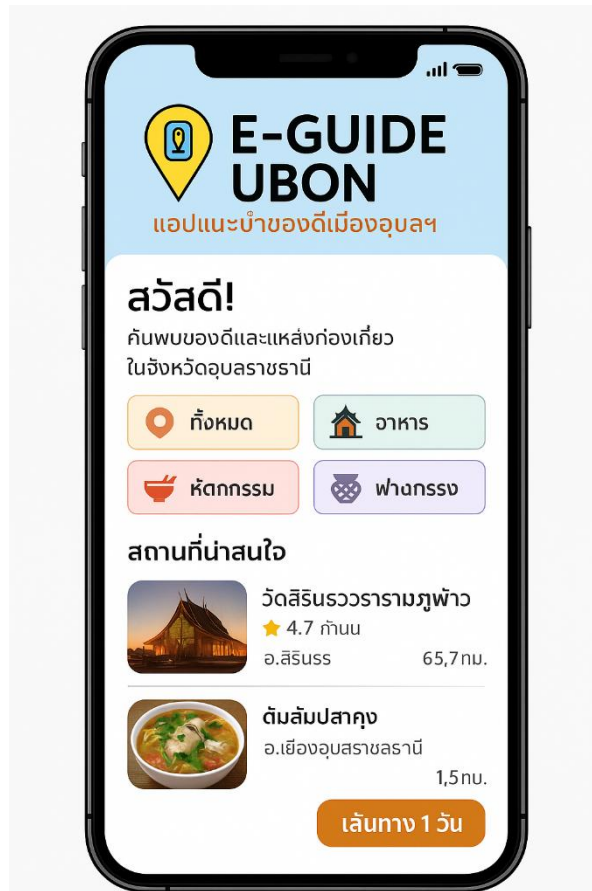 E-GUIDE
UBON
แอปแนะบำของดีเมืองอุบลฯ
สวัสดี!
ค้นพบของดีและแหล่งก่องเกี่ยว
ในจังหวัดอุบลราชธานี
ทิ้งหมด
อาหาร
หัตกกรรม
ฟางกรรง
สถานที่น่าสนใจ
วัดสิรินธววรารามภูพ้าว
4.7 ก้านน
อ.สิรินรร
65,7 กม.
ต้มลัมปสาคุง
อ.เยืองอุบสราชลธานี
1,5 กบ.
เล้นทาง 1 วัน